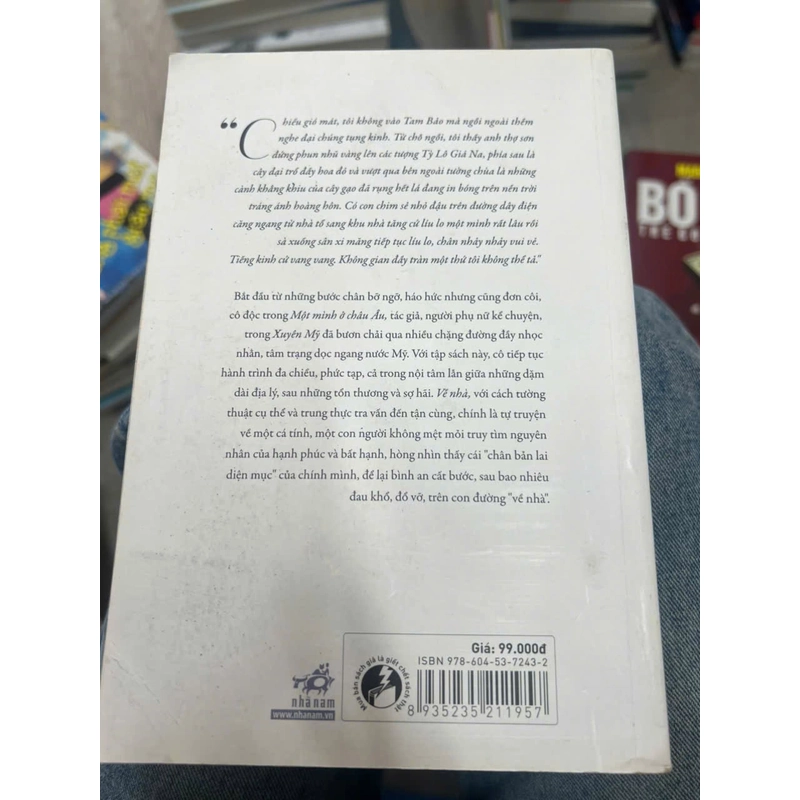 “Chiều gió mát, tôi không vào Tam Bảo mà ngồi ngoài thềm
nghe đại chúng tụng kinh. Từ chỗ ngồi, tôi thấy anh thợ sơn
đứng phun nhũ vàng lên các tượng Tỳ Lô Giá Na, phía sau là
cây đại trổ đầy hoa đỏ và vượt qua bên ngoài tường chùa là những
cành khẳng khiu của cây gạo đã rụng hết lá đang in bóng trên nền trời
tráng ánh hoàng hôn. Có con chim sẻ nhỏ đậu trên đường dây điện
căng ngang từ nhà tổ sang khu nhà tăng cứ líu lo một mình rất lâu rồi
sà xuống sân xi măng tiếp tục líu lo, chân nhảy nhảy vui vẻ.
Tiếng kinh cứ vang vang. Không gian đầy tràn một thứ tôi không thể tả."
Bắt đầu từ những bước chân bỡ ngỡ, háo hức nhưng cũng đơn côi,
cô độc trong Một mình ở châu Âu, tác giả, người phụ nữ kể chuyện,
trong Xuyên Mỹ đã bươn chải qua nhiều chặng đường đầy nhọc
nhằn, tâm trạng dọc ngang nước Mỹ. Với tập sách này, cô tiếp tục
hành trình đa chiều, phức tạp, cả trong nội tâm lẫn giữa những dặm
dài địa lý, sau những tổn thương và sợ hãi. Về nhà, với cách tường
thuật cụ thể và trung thực tra vấn đến tận cùng, chính là tự truyện
về một cá tính, một con người không mệt mỏi truy tìm nguyên
nhân của hạnh phúc và bất hạnh, hòng nhìn thấy cái "chân bản lai
diện mục" của chính mình, để lại bình an cất bước, sau bao nhiêu
đau khổ, đổ vỡ, trên con đường "về nhà".
Giá: 99.000đ
ISBN 978-604-53-7243-2
8 935235 211957
Mua bán sách giả là giết chết sách thật
nhã nam
www.nhanam.vn
BO